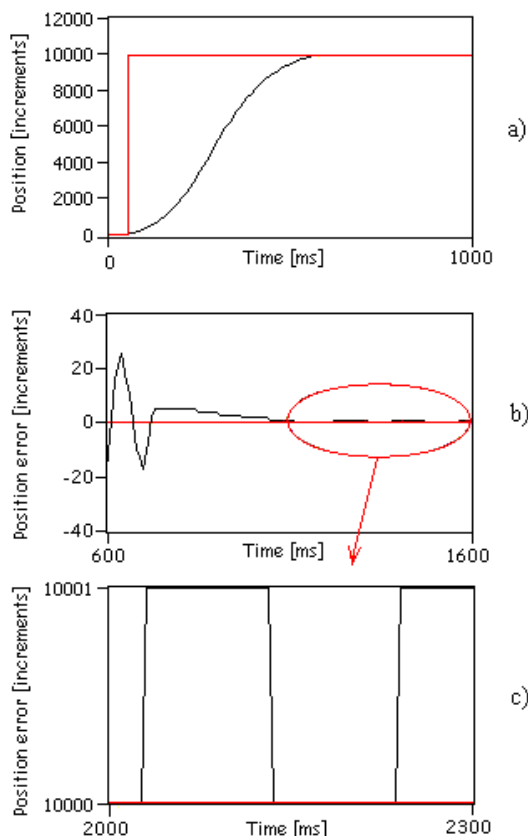 12000
10000
8000
6000
4000
2000
0
Position [increments]
0
Time [ms]
1000
a)
40
20
0
-20
-40
Position error [increments]
600
Time [ms]
1600
b)
10001
10000
Position error [increments]
2000
Time [ms]
2300
c)